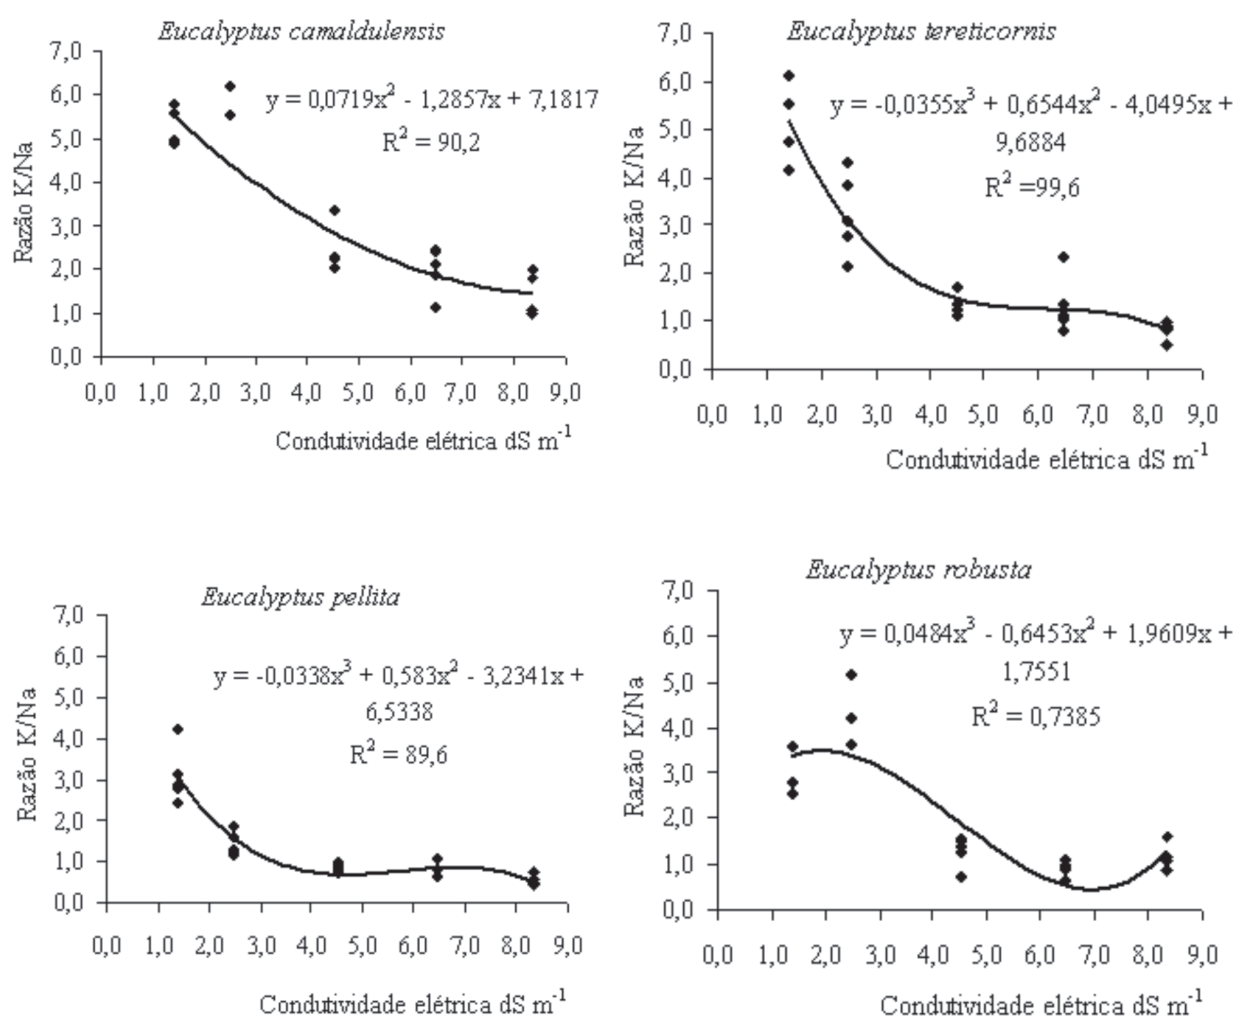 Eucalyptus camaldulensis
7,0
6,0
5,0
4,0
3,0
2,0
1,0
0,0
Razão K/Na
y = 0,0719x² - 1,2857x + 7,1817
R² = 90,2
0,0 1,0 2,0 3,0 4,0 5,0 6,0 7,0 8,0 9,0
Condutividade elétrica dS m⁻¹
Eucalyptus tereticornis
7,0
6,0
5,0
4,0
3,0
2,0
1,0
0,0
Razão K/Na
y = -0,0355x³ + 0,6544x² - 4,0495x +
9,6884
R² =99,6
0,0 1,0 2,0 3,0 4,0 5,0 6,0 7,0 8,0 9,0
Condutividade elétrica dS m⁻¹
Eucalyptus pellita
7,0
6,0
5,0
4,0
3,0
2,0
1,0
0,0
Razão K/Na
y = -0,0338x³ + 0,583x² - 3,2341x +
6,5338
R² = 89,6
0,0 1,0 2,0 3,0 4,0 5,0 6,0 7,0 8,0 9,0
Condutividade elétrica dS m⁻¹
Eucalyptus robusta
7,0
6,0
5,0
4,0
3,0
2,0
1,0
0,0
Razão K/Na
y = 0,0484x³ - 0,6453x² + 1,9609x +
1,7551
R² = 0,7385
0,0 1,0 2,0 3,0 4,0 5,0 6,0 7,0 8,0 9,0
Condutividade elétrica dS m⁻¹